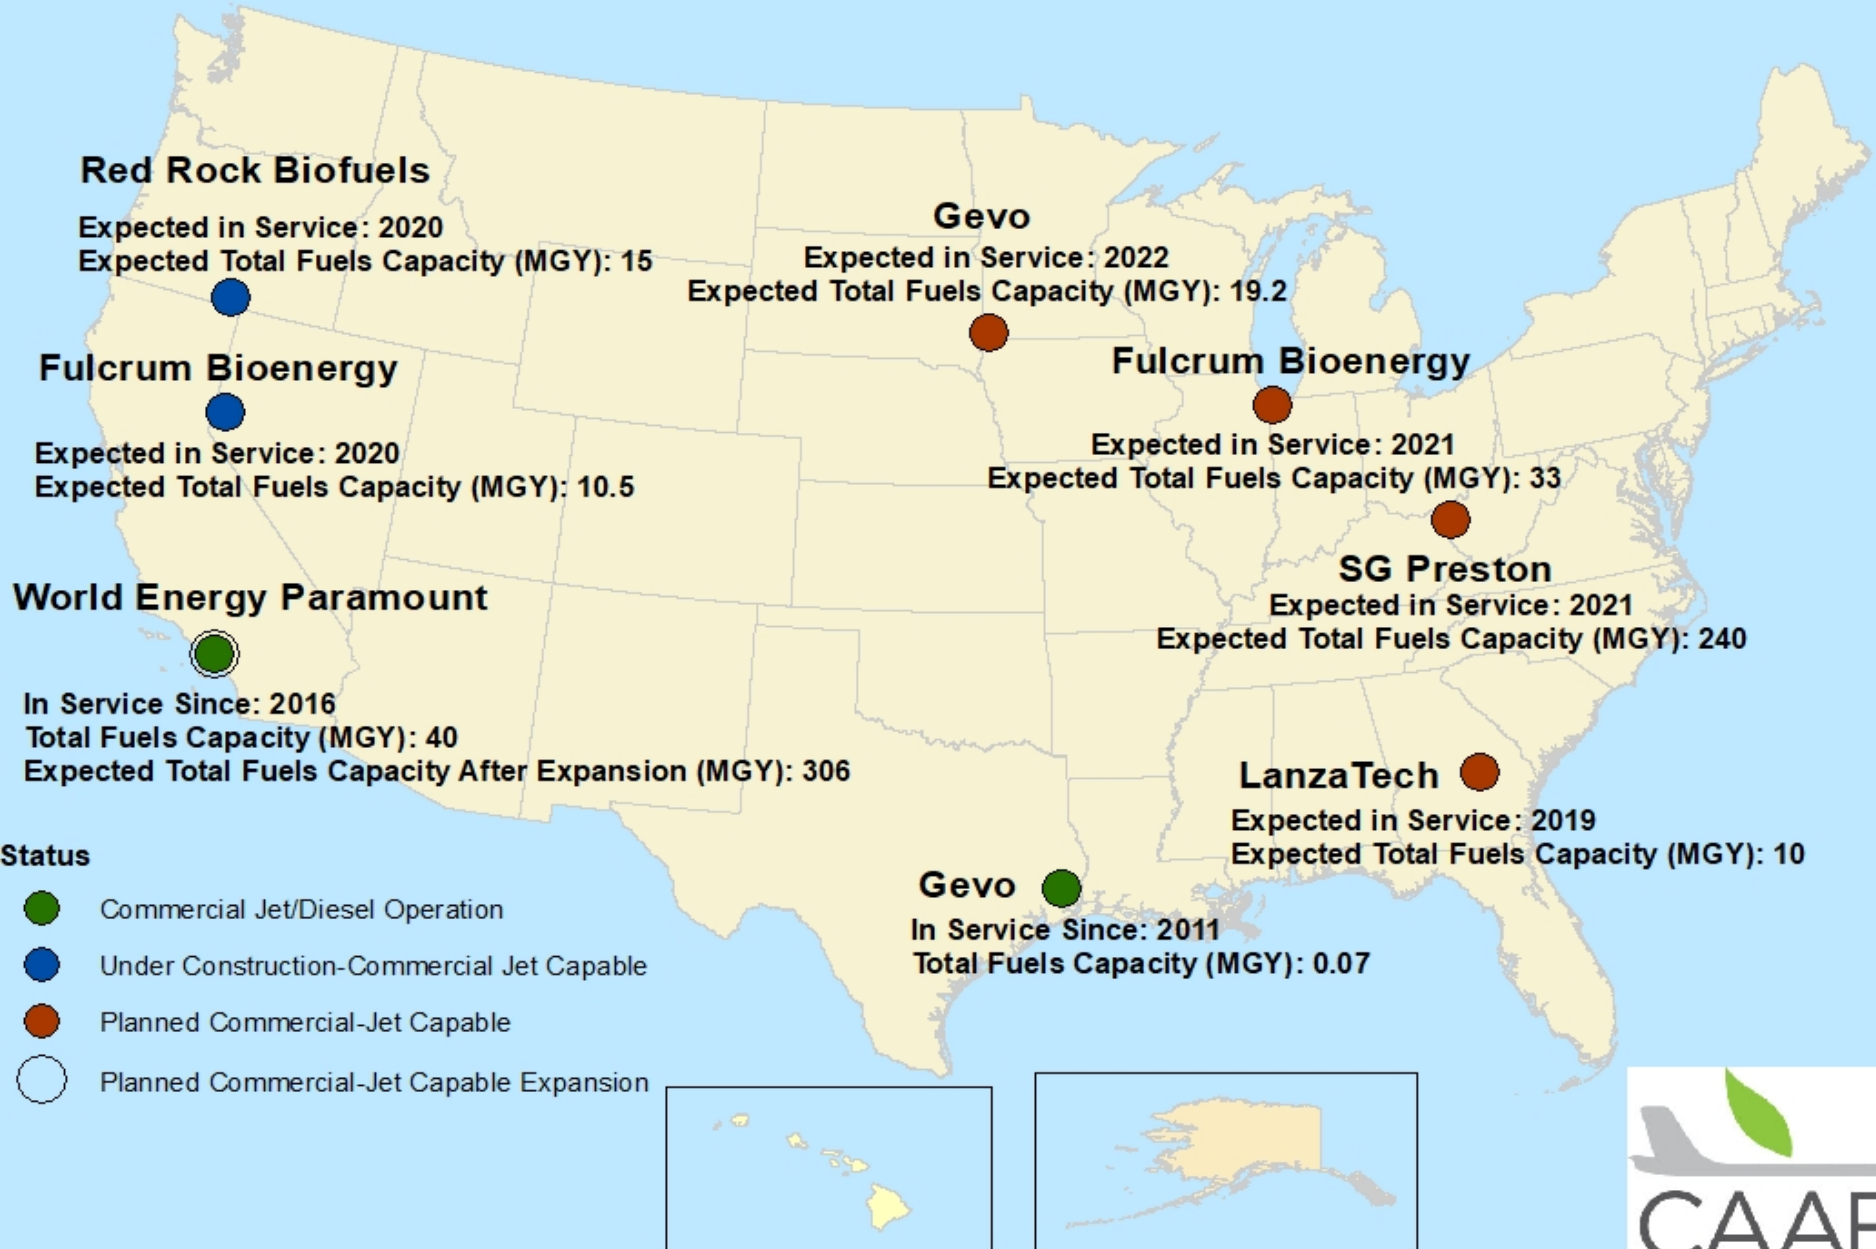 Red Rock Biofuels
Expected in Service: 2020
Expected Total Fuels Capacity (MGY): 15
Gevo
Expected in Service: 2022
Expected Total Fuels Capacity (MGY): 19.2
Fulcrum Bioenergy
Expected in Service: 2020
Expected Total Fuels Capacity (MGY): 10.5
Fulcrum Bioenergy
Expected in Service: 2021
Expected Total Fuels Capacity (MGY): 33
SG Preston
Expected in Service: 2021
Expected Total Fuels Capacity (MGY): 240
World Energy Paramount
In Service Since: 2016
Total Fuels Capacity (MGY): 40
Expected Total Fuels Capacity After Expansion (MGY): 306
LanzaTech
Expected in Service: 2019
Expected Total Fuels Capacity (MGY): 10
Gevo
In Service Since: 2011
Total Fuels Capacity (MGY): 0.07
Status
Commercial Jet/Diesel Operation
Under Construction-Commercial Jet Capable
Planned Commercial-Jet Capable
Planned Commercial-Jet Capable Expansion